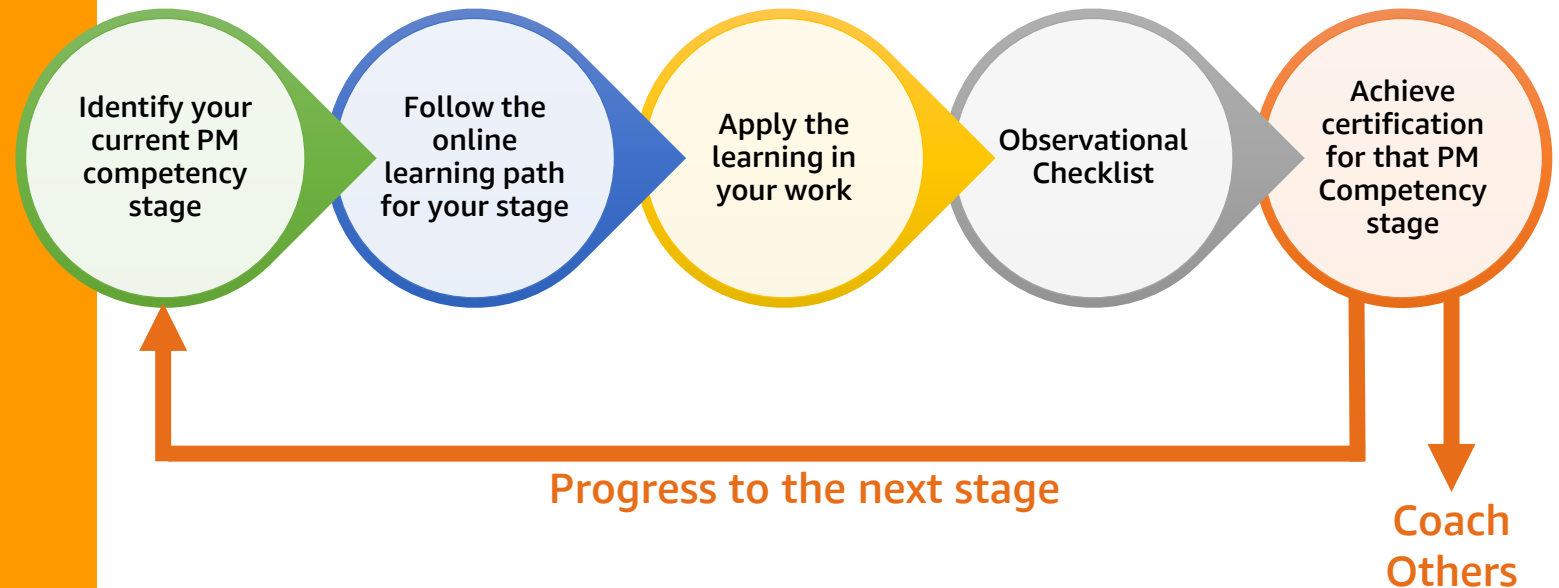 Identify your
current PM
competency
stage
Follow the
online
learning path
for your stage
Apply the
learning in
your work
Observational
Checklist
Achieve
certification
for that PM
Competency
stage
Progress to the next stage
Coach
Others